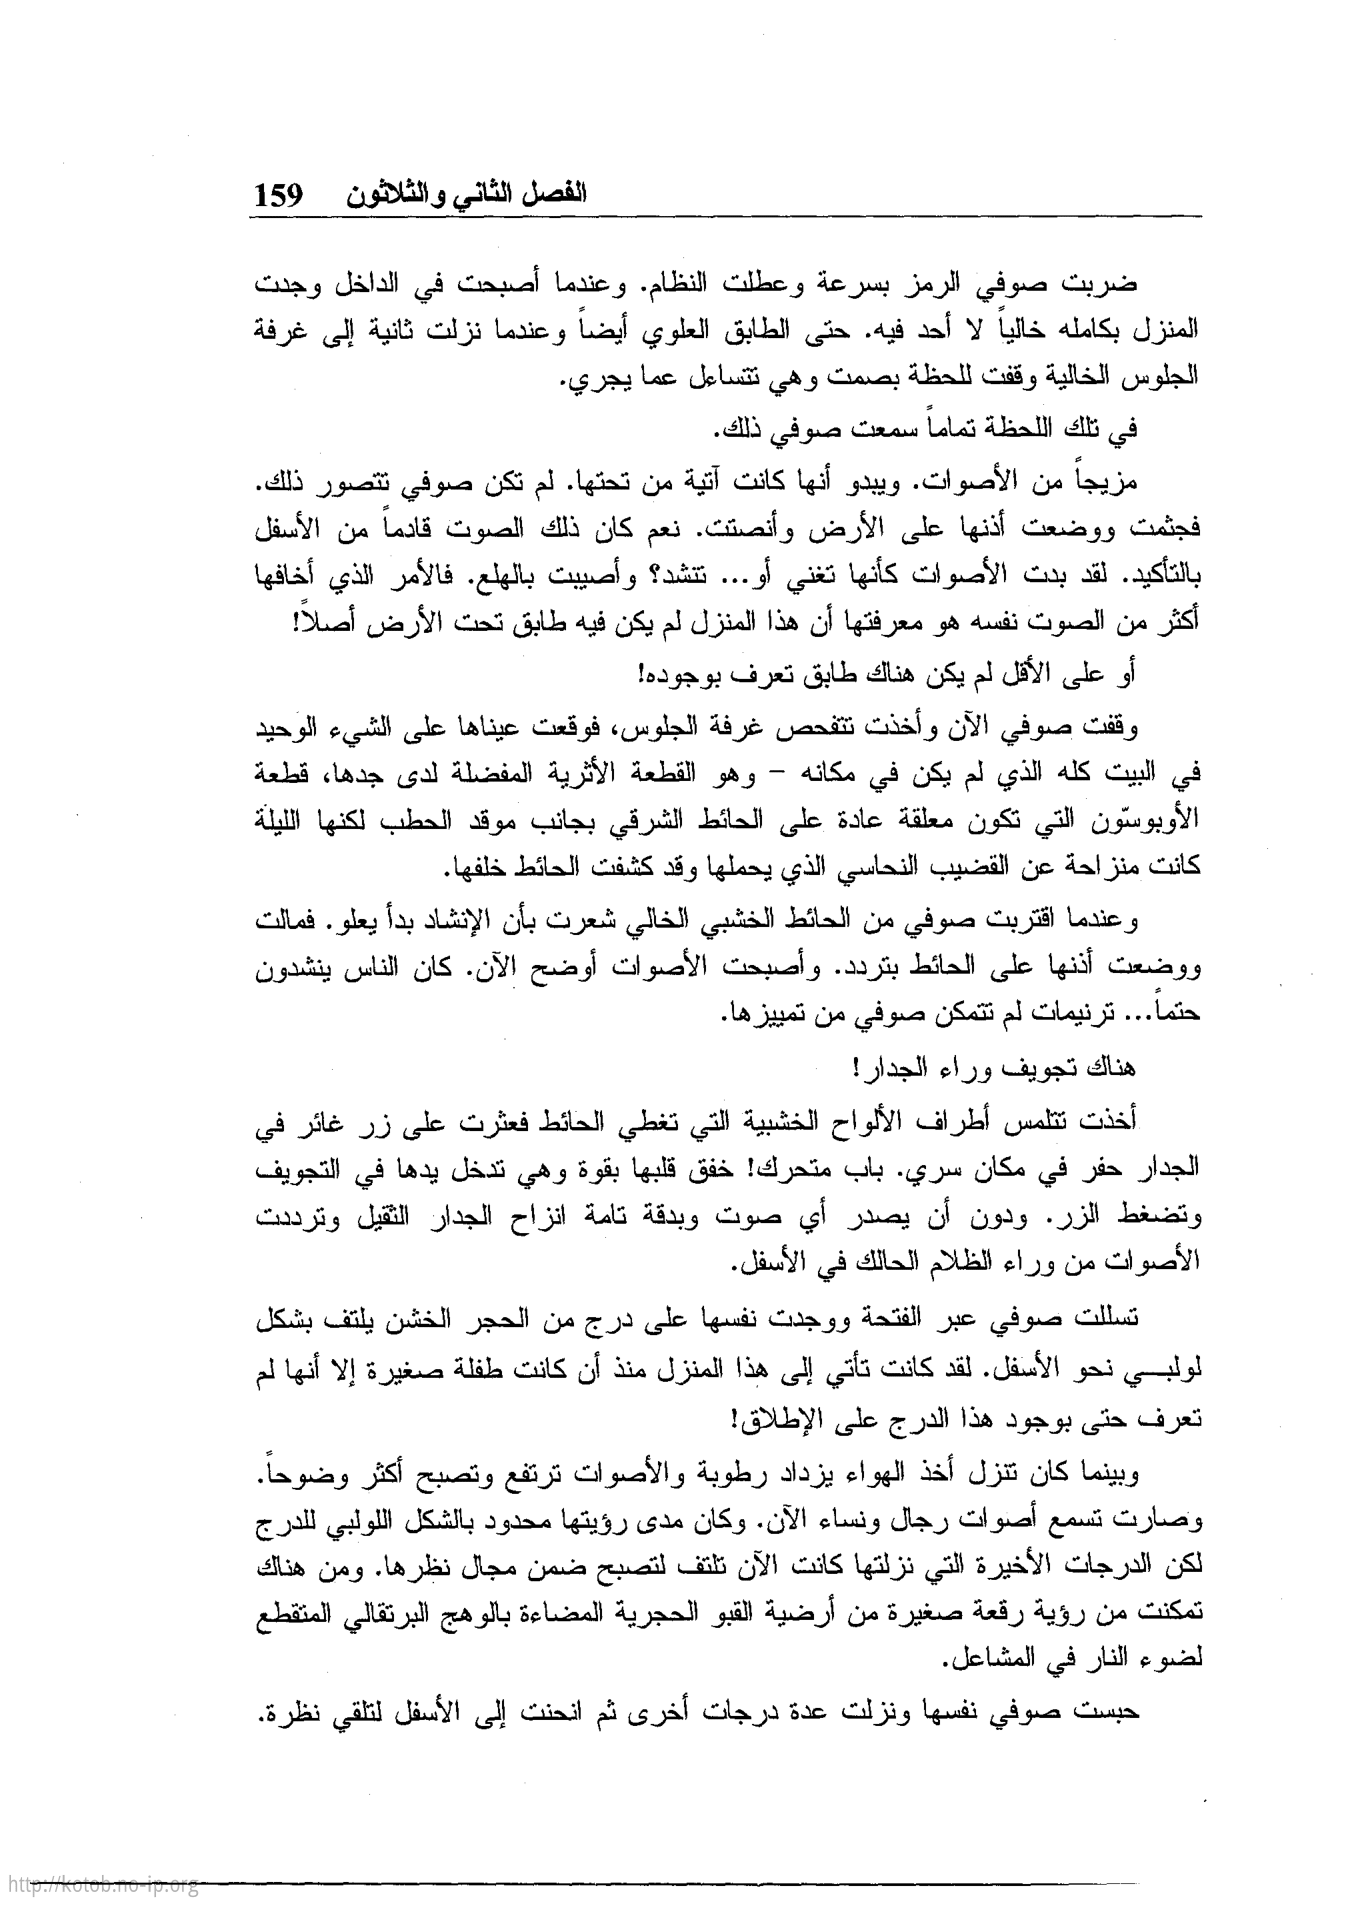 الفصل الثاني والثلاثون 159
ضربت صوفي الرمز بسرعة وعطلت النظام. وعندما أصبحت في الداخل وجدت
المنزل بكامله خالياً لا أحد فيه. حتى الطابق العلوي أيضاً وعندما نزلت ثانية إلى غرفة
الجلوس الخالية وقفت للحظة بصمت وهي تتساءل عما يجري.
في تلك اللحظة تماماً سمعت صوفي ذلك.
مزيجاً من الأصوات. ويبدو أنها كانت آتية من تحتها. لم تكن صوفي تتصور ذلك.
فجثمت ووضعت أذنها على الأرض وأنصتت. نعم كان ذلك الصوت قادماً من الأسفل
بالتأكيد. لقد بدت الأصوات كأنها تغني أو... تنشد؟ وأصيبت بالهلع. فالأمر الذي أخافها
أكثر من الصوت نفسه هو معرفتها أن هذا المنزل لم يكن فيه طابق تحت الأرض أصلاً!
أو على الأقل لم يكن هناك طابق تعرف بوجوده!
وقفت صوفي الآن وأخذت تتفحص غرفة الجلوس، فوقعت عيناها على الشيء الوحيد
في البيت كله الذي لم يكن في مكانه - وهو القطعة الأثرية المفضلة لدى جدها، قطعة
الأوبوسّون التي تكون معلقة عادة على الحائط الشرقي بجانب موقد الحطب لكنها الليلة
كانت منزاحة عن القضيب النحاسي الذي يحملها وقد كشفت الحائط خلفها.
وعندما اقتربت صوفي من الحائط الخشبي الخالي شعرت بأن الإنشاد بدأ يعلو. فمالت
ووضعت أذنها على الحائط بتردد. وأصبحت الأصوات أوضح الآن. كان الناس ينشدون
حتماً... ترنيمات لم تتمكن صوفي من تمييزها.
هناك تجويف وراء الجدار!
أخذت تتلمس أطراف الألواح الخشبية التي تغطي الحائط فعثرت على زر غائر في
الجدار حفر في مكان سري. باب متحرك! خفق قلبها بقوة وهي تدخل يدها في التجويف
وتضغط الزر. ودون أن يصدر أي صوت وبدقة تامة انزاح الجدار الثقيل وترددت
الأصوات من وراء الظلام الحالك في الأسفل.
تسللت صوفي عبر الفتحة ووجدت نفسها على درج من الحجر الخشن يلتف بشكل
لولبـــي نحو الأسفل. لقد كانت تأتي إلى هذا المنزل منذ أن كانت طفلة صغيرة إلا أنها لم
تعرف حتى بوجود هذا الدرج على الإطلاق!
وبينما كان تنزل أخذ الهواء يزداد رطوبة والأصوات ترتفع وتصبح أكثر وضوحاً.
وصارت تسمع أصوات رجال ونساء الآن. وكان مدى رؤيتها محدود بالشكل اللولبي للدرج
لكن الدرجات الأخيرة التي نزلتها كانت الآن تلتف لتصبح ضمن مجال نظرها. ومن هناك
تمكنت من رؤية رقعة صغيرة من أرضية القبو الحجرية المضاءة بالوهج البرتقالي المتقطع
لضوء النار في المشاعل.
حبست صوفي نفسها ونزلت عدة درجات أخرى ثم انحنت إلى الأسفل لتلقي نظرة.
http://kotob.no-ip.org